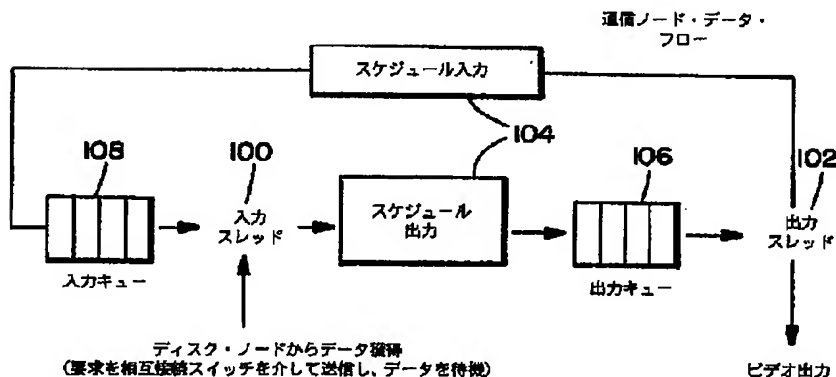 通信ノード・データ・
フロー
スケジュール入力
104
108
100
106
102
入力
スレッド
スケジュール
出力
出力
スレッド
入力キュー
出力キュー
ディスク・ノードからデータ獲得
(要求を相互接続スイッチを介して送信し、データを待機)
ビデオ出力